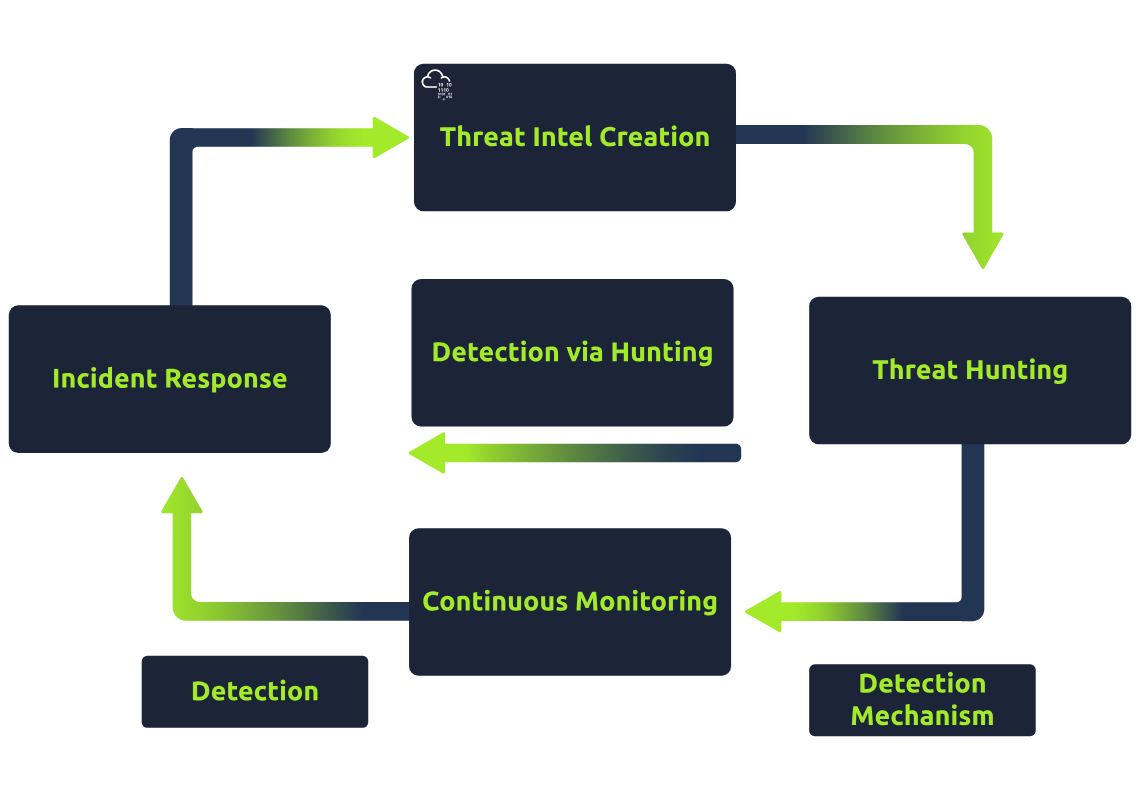 Threat Intel Creation
Detection via Hunting
Incident Response
Threat Hunting
Continuous Monitoring
Detection
Detection
Mechanism